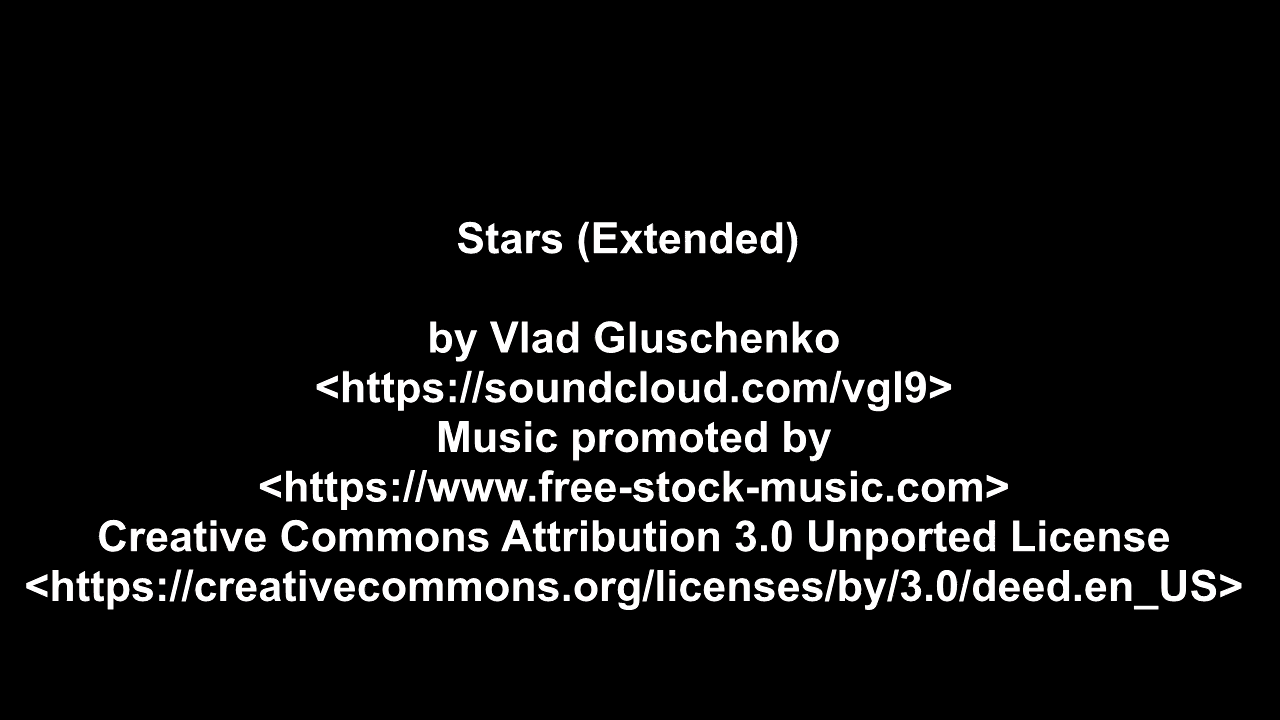 Stars (Extended)
by Vlad Gluschenko
<https://soundcloud.com/vgl9>
Music promoted by
<https://www.free-stock-music.com>
Creative Commons Attribution 3.0 Unported License
<https://creativecommons.org/licenses/by/3.0/deed.en_US>